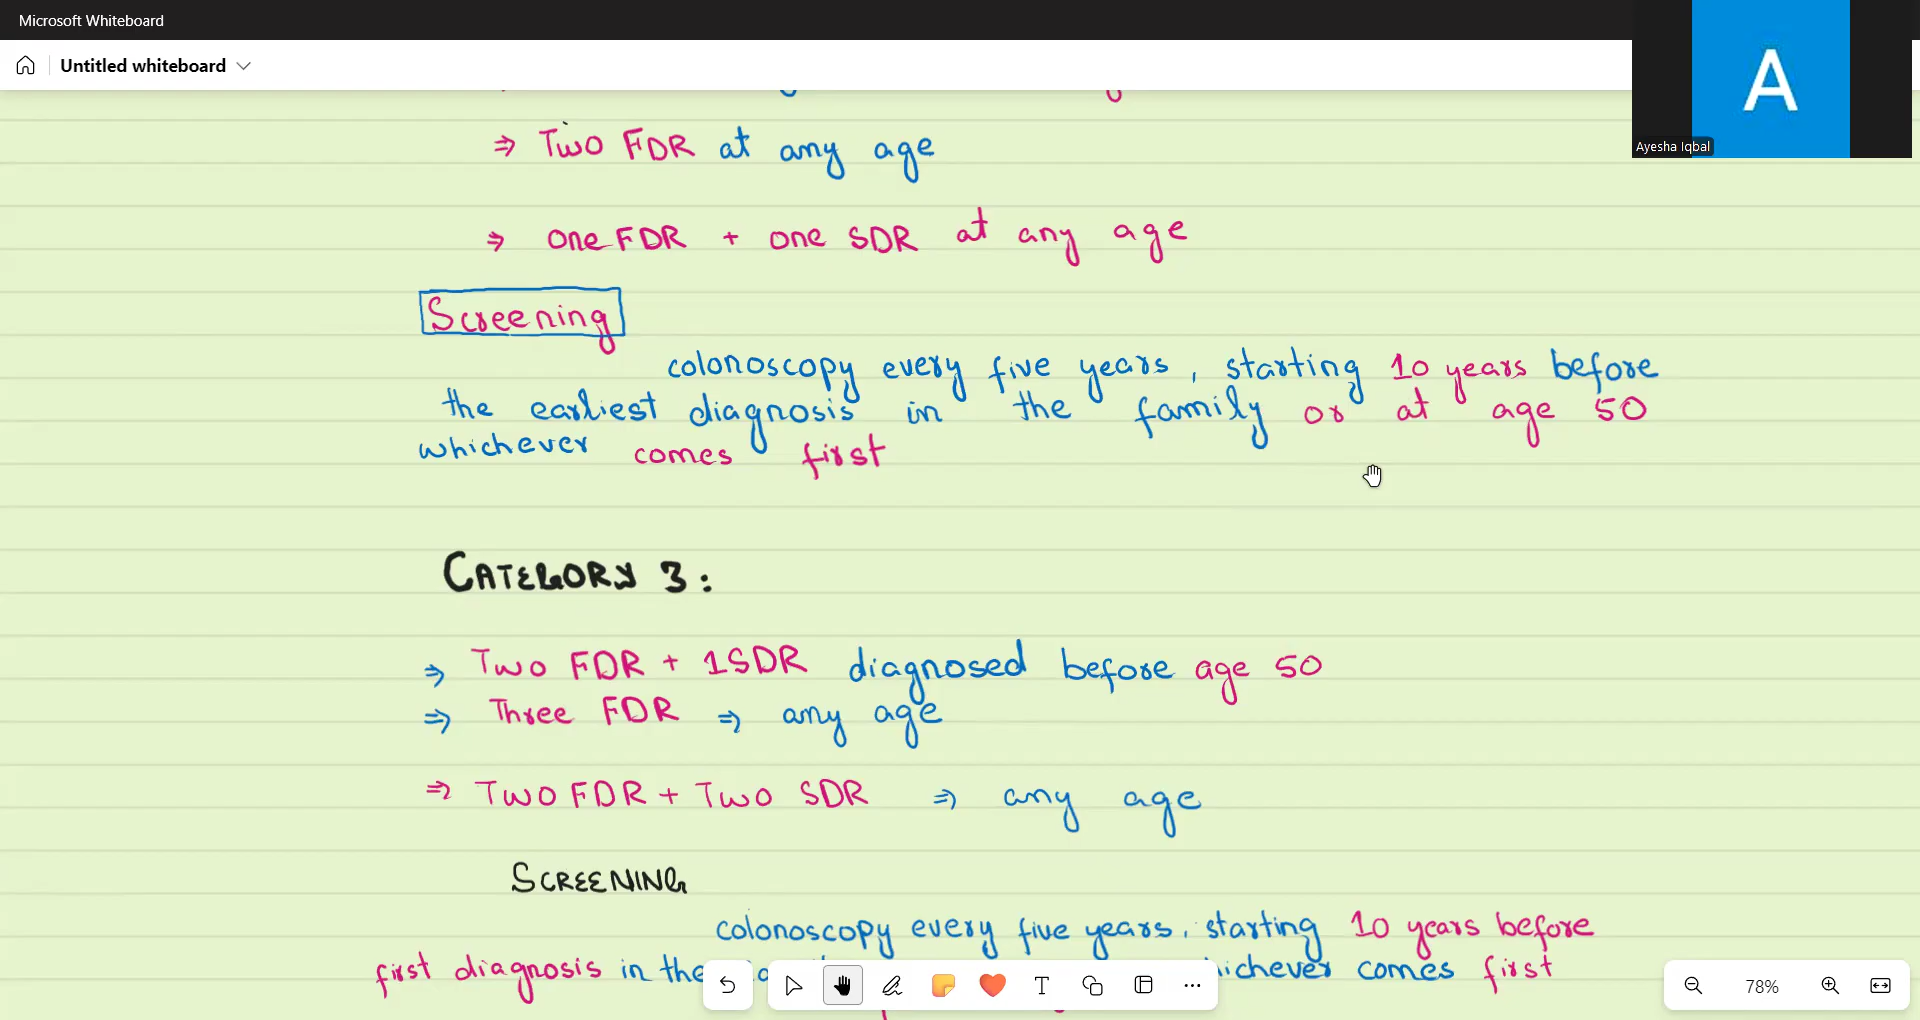 Microsoft Whiteboard
Untitled whiteboard
A
Ayesha Iqbal
⇒ Two FDR at any age
⇒ One FDR + one SDR at any age
Screening
colonoscopy every five years, starting 10 years before
the earliest diagnosis in the family or at age 50
whichever comes first
CATEGORY 3:
⇒ Two FDR + 1SDR diagnosed before age 50
⇒ Three FDR ⇒ any age
⇒ Two FDR + Two SDR ⇒ any age
SCREENING
colonoscopy every five years, starting 10 years before
first diagnosis in the whichever comes first
T
78%